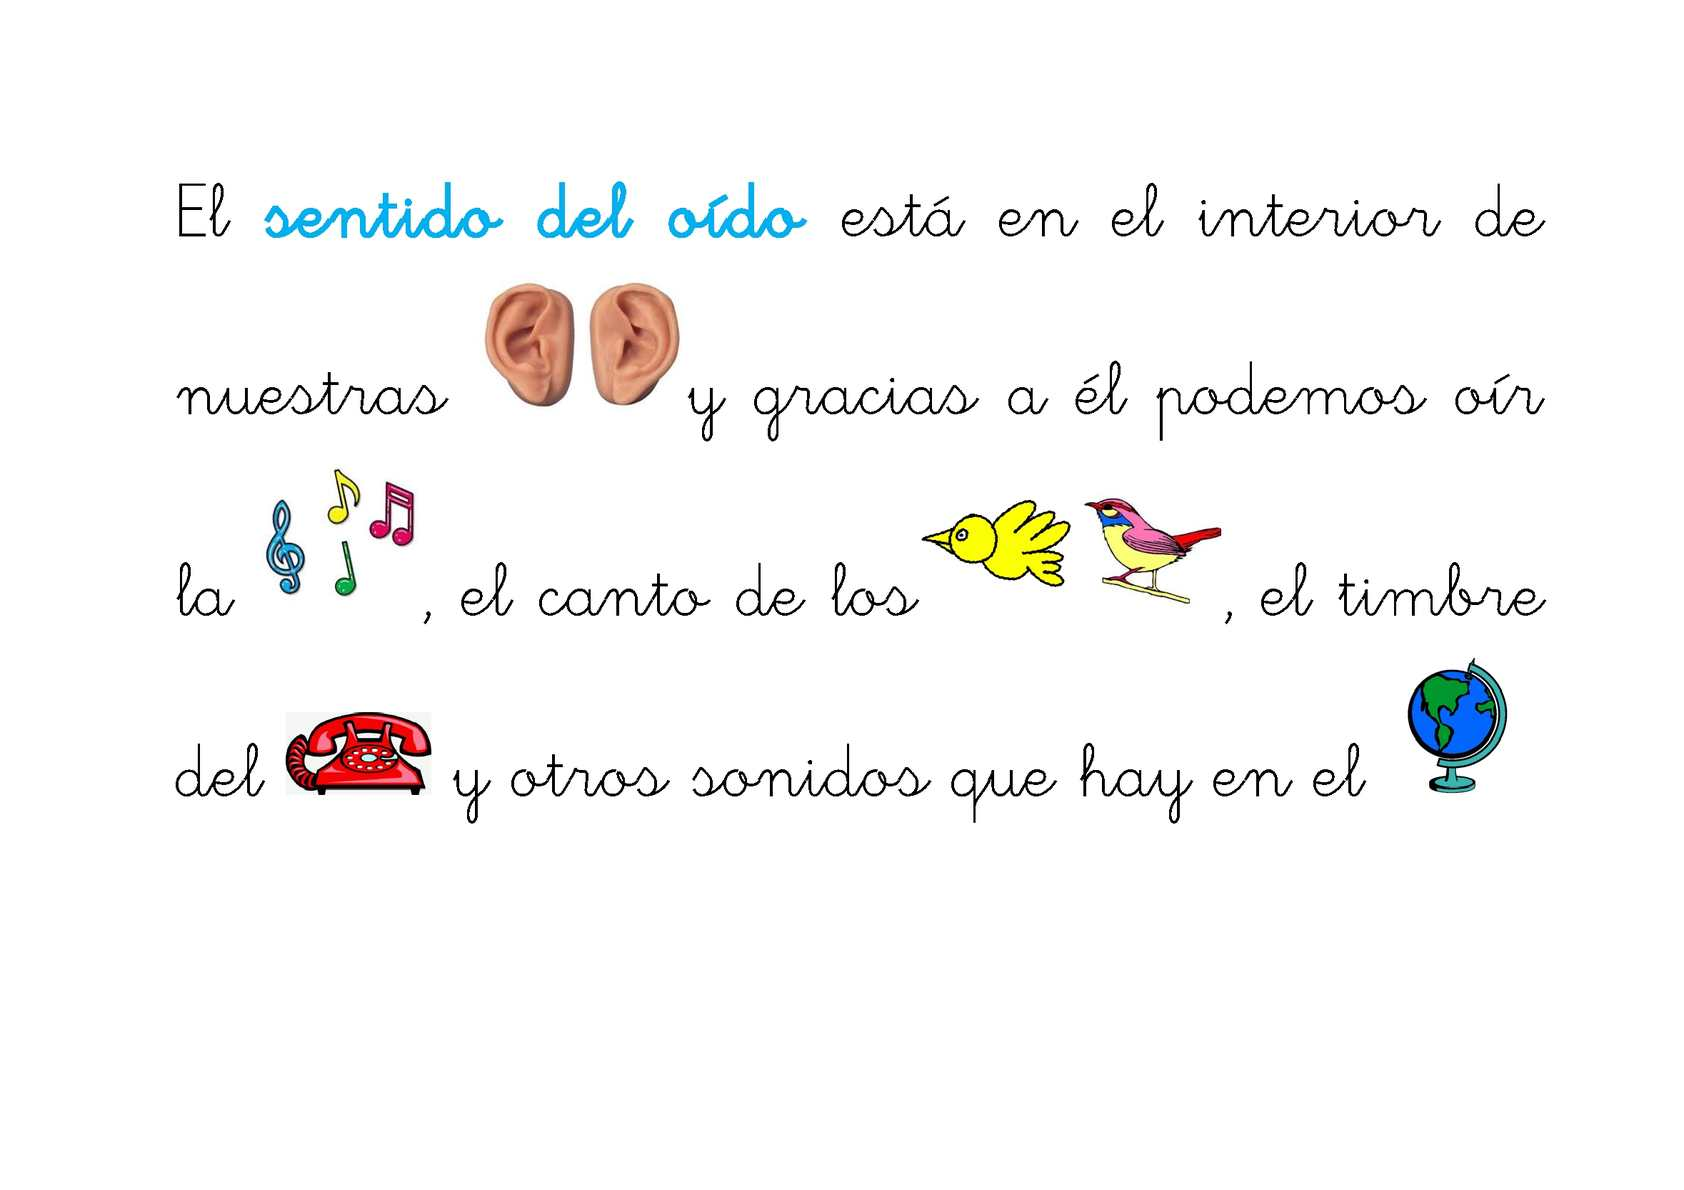 El sentido del oído está en el interior de
nuestras y gracias a él podemos oír
la , el canto de los , el timbre
del y otros sonidos que hay en el